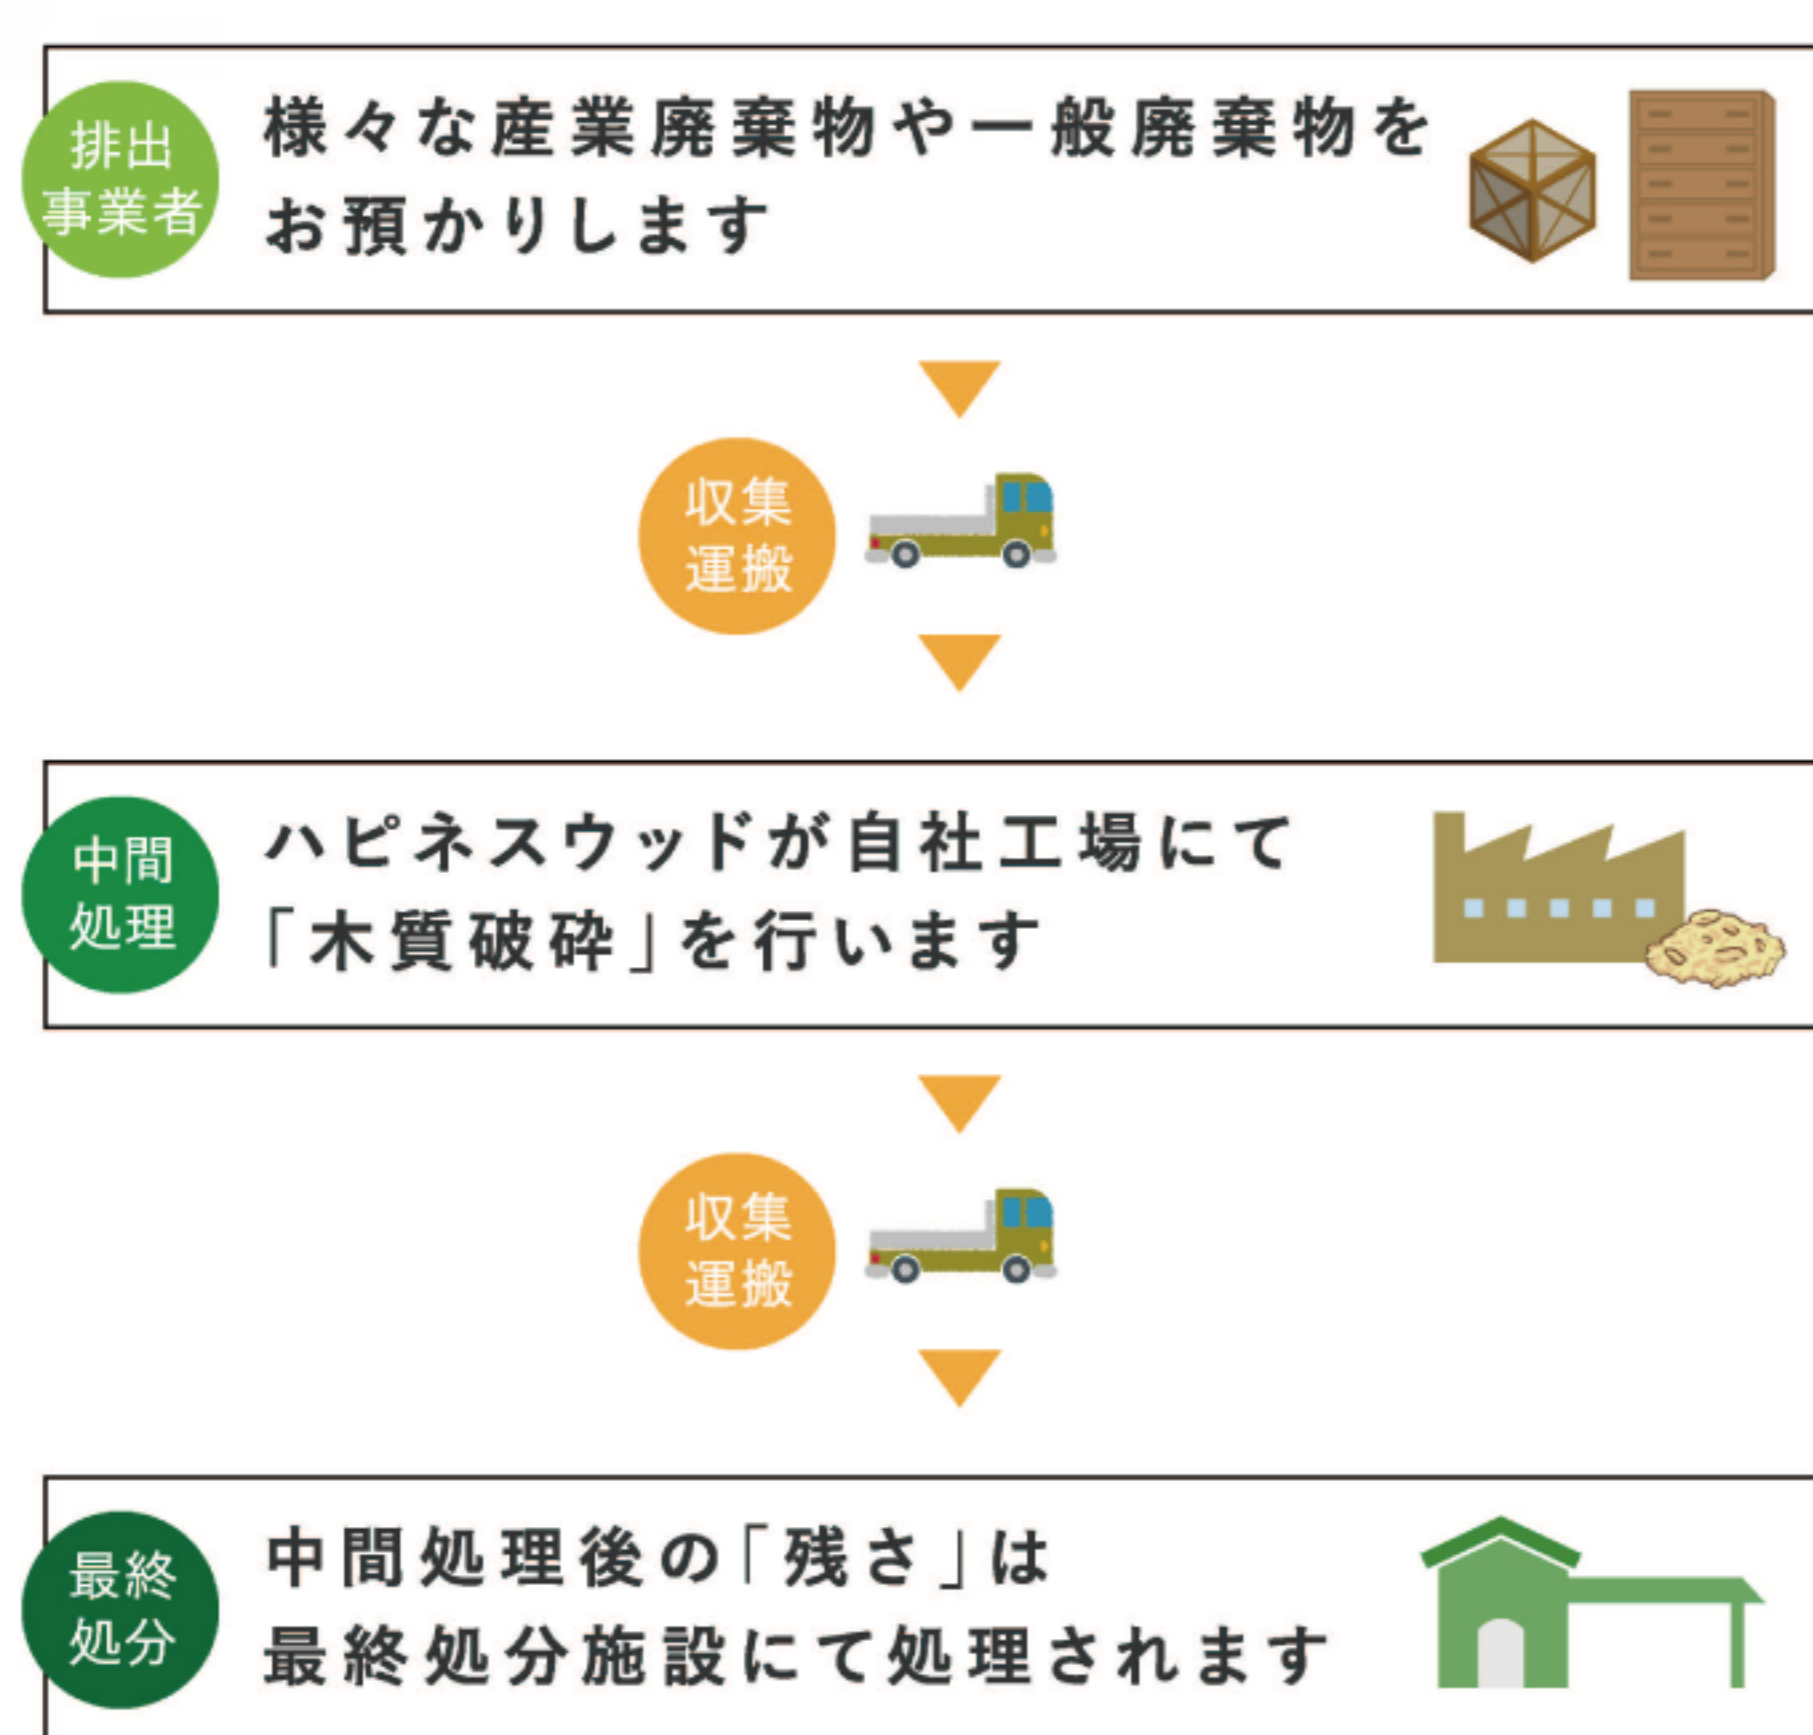 排出
事業者
様々な産業廃棄物や一般廃棄物を
お預かりします
収集
運搬
中間
処理
ハピネスウッドが自社工場にて
「木質破砕」を行います
収集
運搬
最終
処分
中間処理後の「残さ」は
最終処分施設にて処理されます